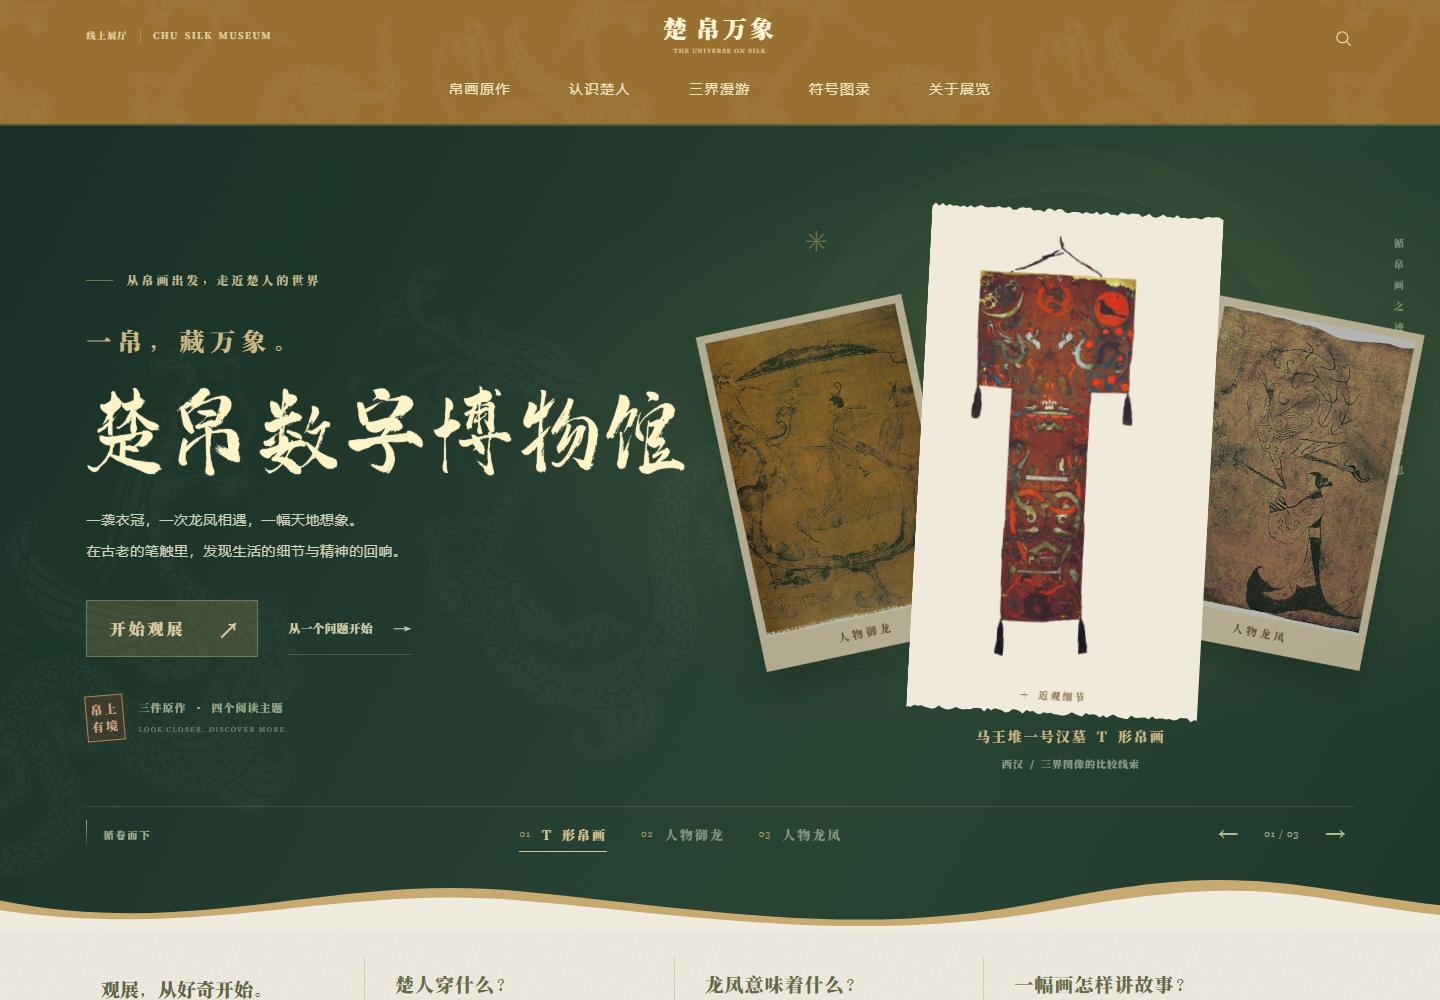 线上展厅
CHU SILK MUSEUM
楚帛万象
THE UNIVERSE ON SILK
帛画原作
认识楚人
三界漫游
符号图录
关于展览
从帛画出发，走近楚人的世界
一帛，藏万象。
楚帛数字博物馆
一袭衣冠，一次龙凤相遇，一幅天地想象。
在古老的笔触里，发现生活的细节与精神的回响。
开始观展 ↗
从一个问题开始 →
帛上
有境
三件原作 · 四个阅读主题
LOOK CLOSER. DISCOVER MORE.
人物御龙
+ 近观细节
人物龙凤
马王堆一号汉墓 T 形帛画
西汉 / 三界图像的比较线索
循帛画之迹
循卷而下
01 T 形帛画
02 人物御龙
03 人物龙凤
← 01 / 03 →
观展，从好奇开始。
楚人穿什么？
龙凤意味着什么？
一幅画怎样讲故事？